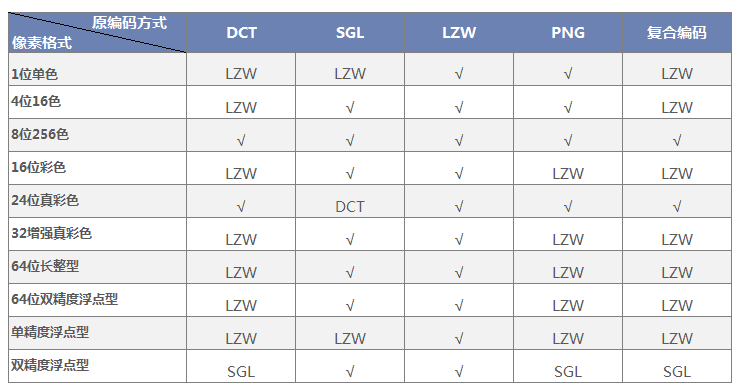 原编码方式
像素格式
DCT SGL LZW PNG 复合编码
1位单色 LZW LZW √ √ LZW
4位16色 LZW √ √ √ LZW
8位256色 √ √ √ √ √
16位彩色 LZW √ √ LZW LZW
24位真彩色 √ DCT √ √ √
32增强真彩色 LZW √ √ LZW LZW
64位长整型 LZW √ √ LZW LZW
64位双精度浮点型 LZW √ √ LZW LZW
单精度浮点型 LZW LZW √ LZW LZW
双精度浮点型 SGL √ √ SGL SGL